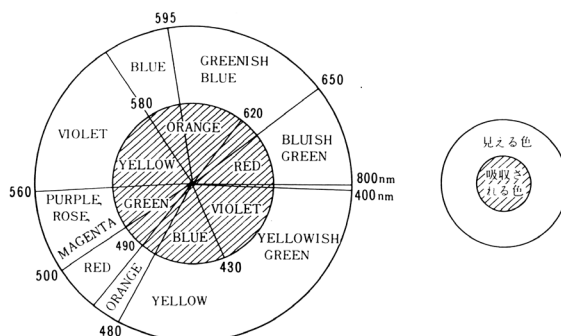 595
BLUE
GREENISH
BLUE
650
580
620
ORANGE
VIOLET
BLUISH
GREEN
YELLOW
RED
560
800nm
400nm
PURPLE,
ROSE,
MAGENTA
GREEN
VIOLET
490
BLUE
YELLOWISH
GREEN
500
RED
430
ORANGE
YELLOW
480
見える色
吸収さ
れる色